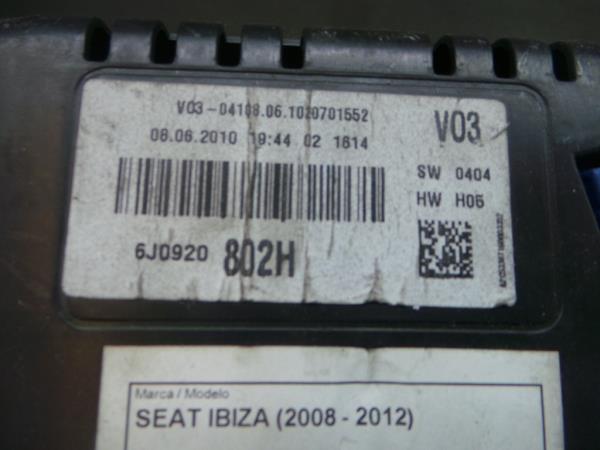 V03-04108.06.1020701552
08.06.2010 19:44 02 1614
V03
SW 0404
HW H05
6J0920 802H
Marca / Modelo
SEAT IBIZA (2008 - 2012)